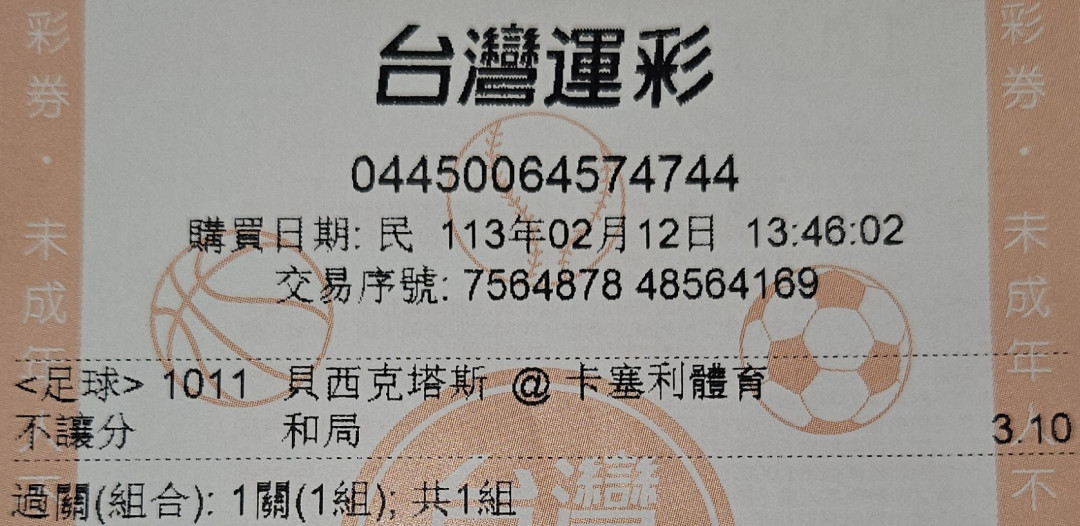 台灣運彩
04450064574744
購買日期: 民 113年02月12日 13:46:02
交易序號: 7564878 48564169
<足球> 1011 貝西克塔斯 @ 卡塞利體育
不讓分 和局 3.10
過關(組合): 1關(1組); 共1組
台灣
彩券・未成年
彩券・未成年人不